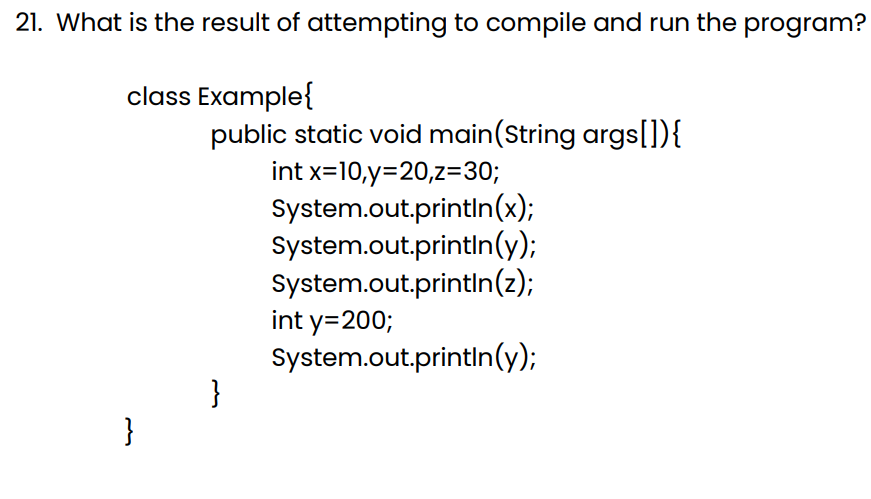 21. What is the result of attempting to compile and run the program?
class Example{
public static void main(String args[]){
int x=10,y=20,z=30;
System.out.println(x);
System.out.println(y);
System.out.println(z);
int y=200;
System.out.println(y);
}
}